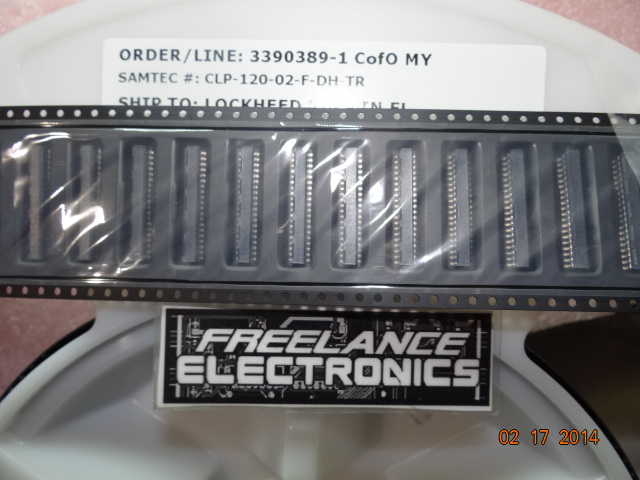 ORDER/LINE: 3390389-1 CofO MY
SAMTEC #: CLP-120-02-F-DH-TR
SHIP TO: LOCKHEED
FREELANCE
ELECTRONICS
02 17 2014